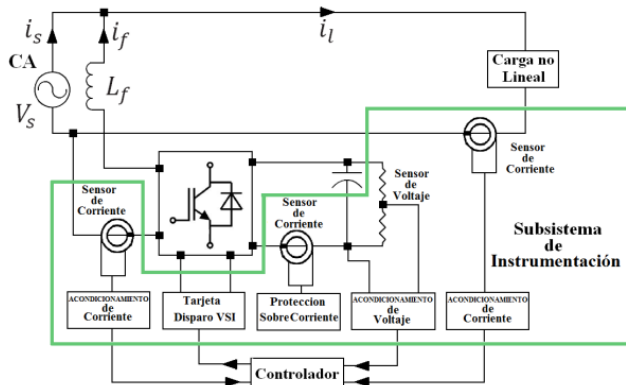 i_s
i_f
i_l
CA
V_s
L_f
Carga no
Lineal
Sensor
de
Corriente
Sensor
de
Voltaje
Sensor
de
Corriente
Sensor
de
Corriente
Subsistema
de
Instrumentación
ACONDICIONAMIENTO
de
Corriente
Tarjeta
Disparo VSI
Proteccion
SobreCorriente
ACONDICIONAMIENTO
de
Voltaje
ACONDICIONAMIENTO
de
Corriente
Controlador